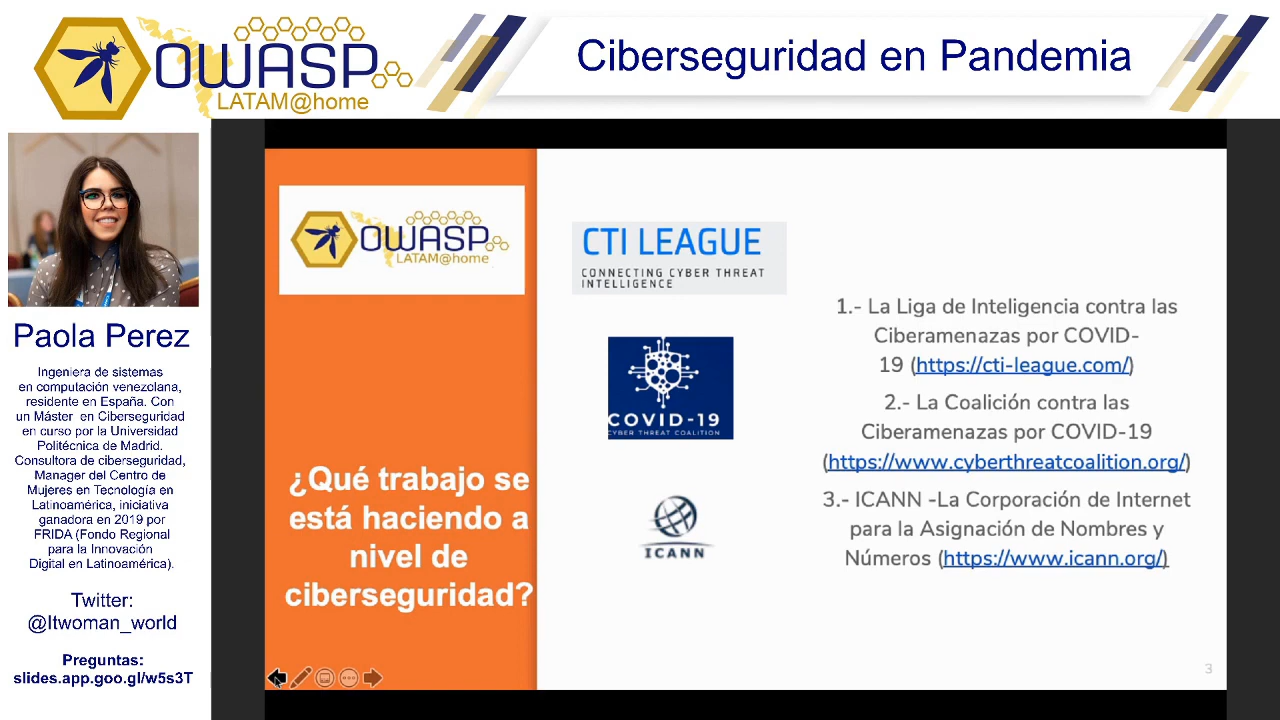 OWASP
LATAM@home
Ciberseguridad en Pandemia
Paola Perez
Ingeniera de sistemas
en computación venezolana,
residente en España. Con
un Máster en Ciberseguridad
en curso por la Universidad
Politécnica de Madrid.
Consultora de ciberseguridad,
Manager del Centro de
Mujeres en Tecnología en
Latinoamérica, iniciativa
ganadora en 2019 por
FRIDA (Fondo Regional
para la Innovación
Digital en Latinoamérica).
Twitter:
@Itwoman_world
Preguntas:
slides.app.goo.gl/w5s3T
OWASP
LATAM@home
¿Qué trabajo se
está haciendo a
nivel de
ciberseguridad?
CTI LEAGUE
CONNECTING CYBER THREAT
INTELLIGENCE
COVID-19
CYBER THREAT COALITION
ICANN
1.- La Liga de Inteligencia contra las
Ciberamenazas por COVID-
19 (https://cti-league.com/)
2.- La Coalición contra las
Ciberamenazas por COVID-19
(https://www.cyberthreatcoalition.org/)
3.- ICANN -La Corporación de Internet
para la Asignación de Nombres y
Números (https://www.icann.org/)
3